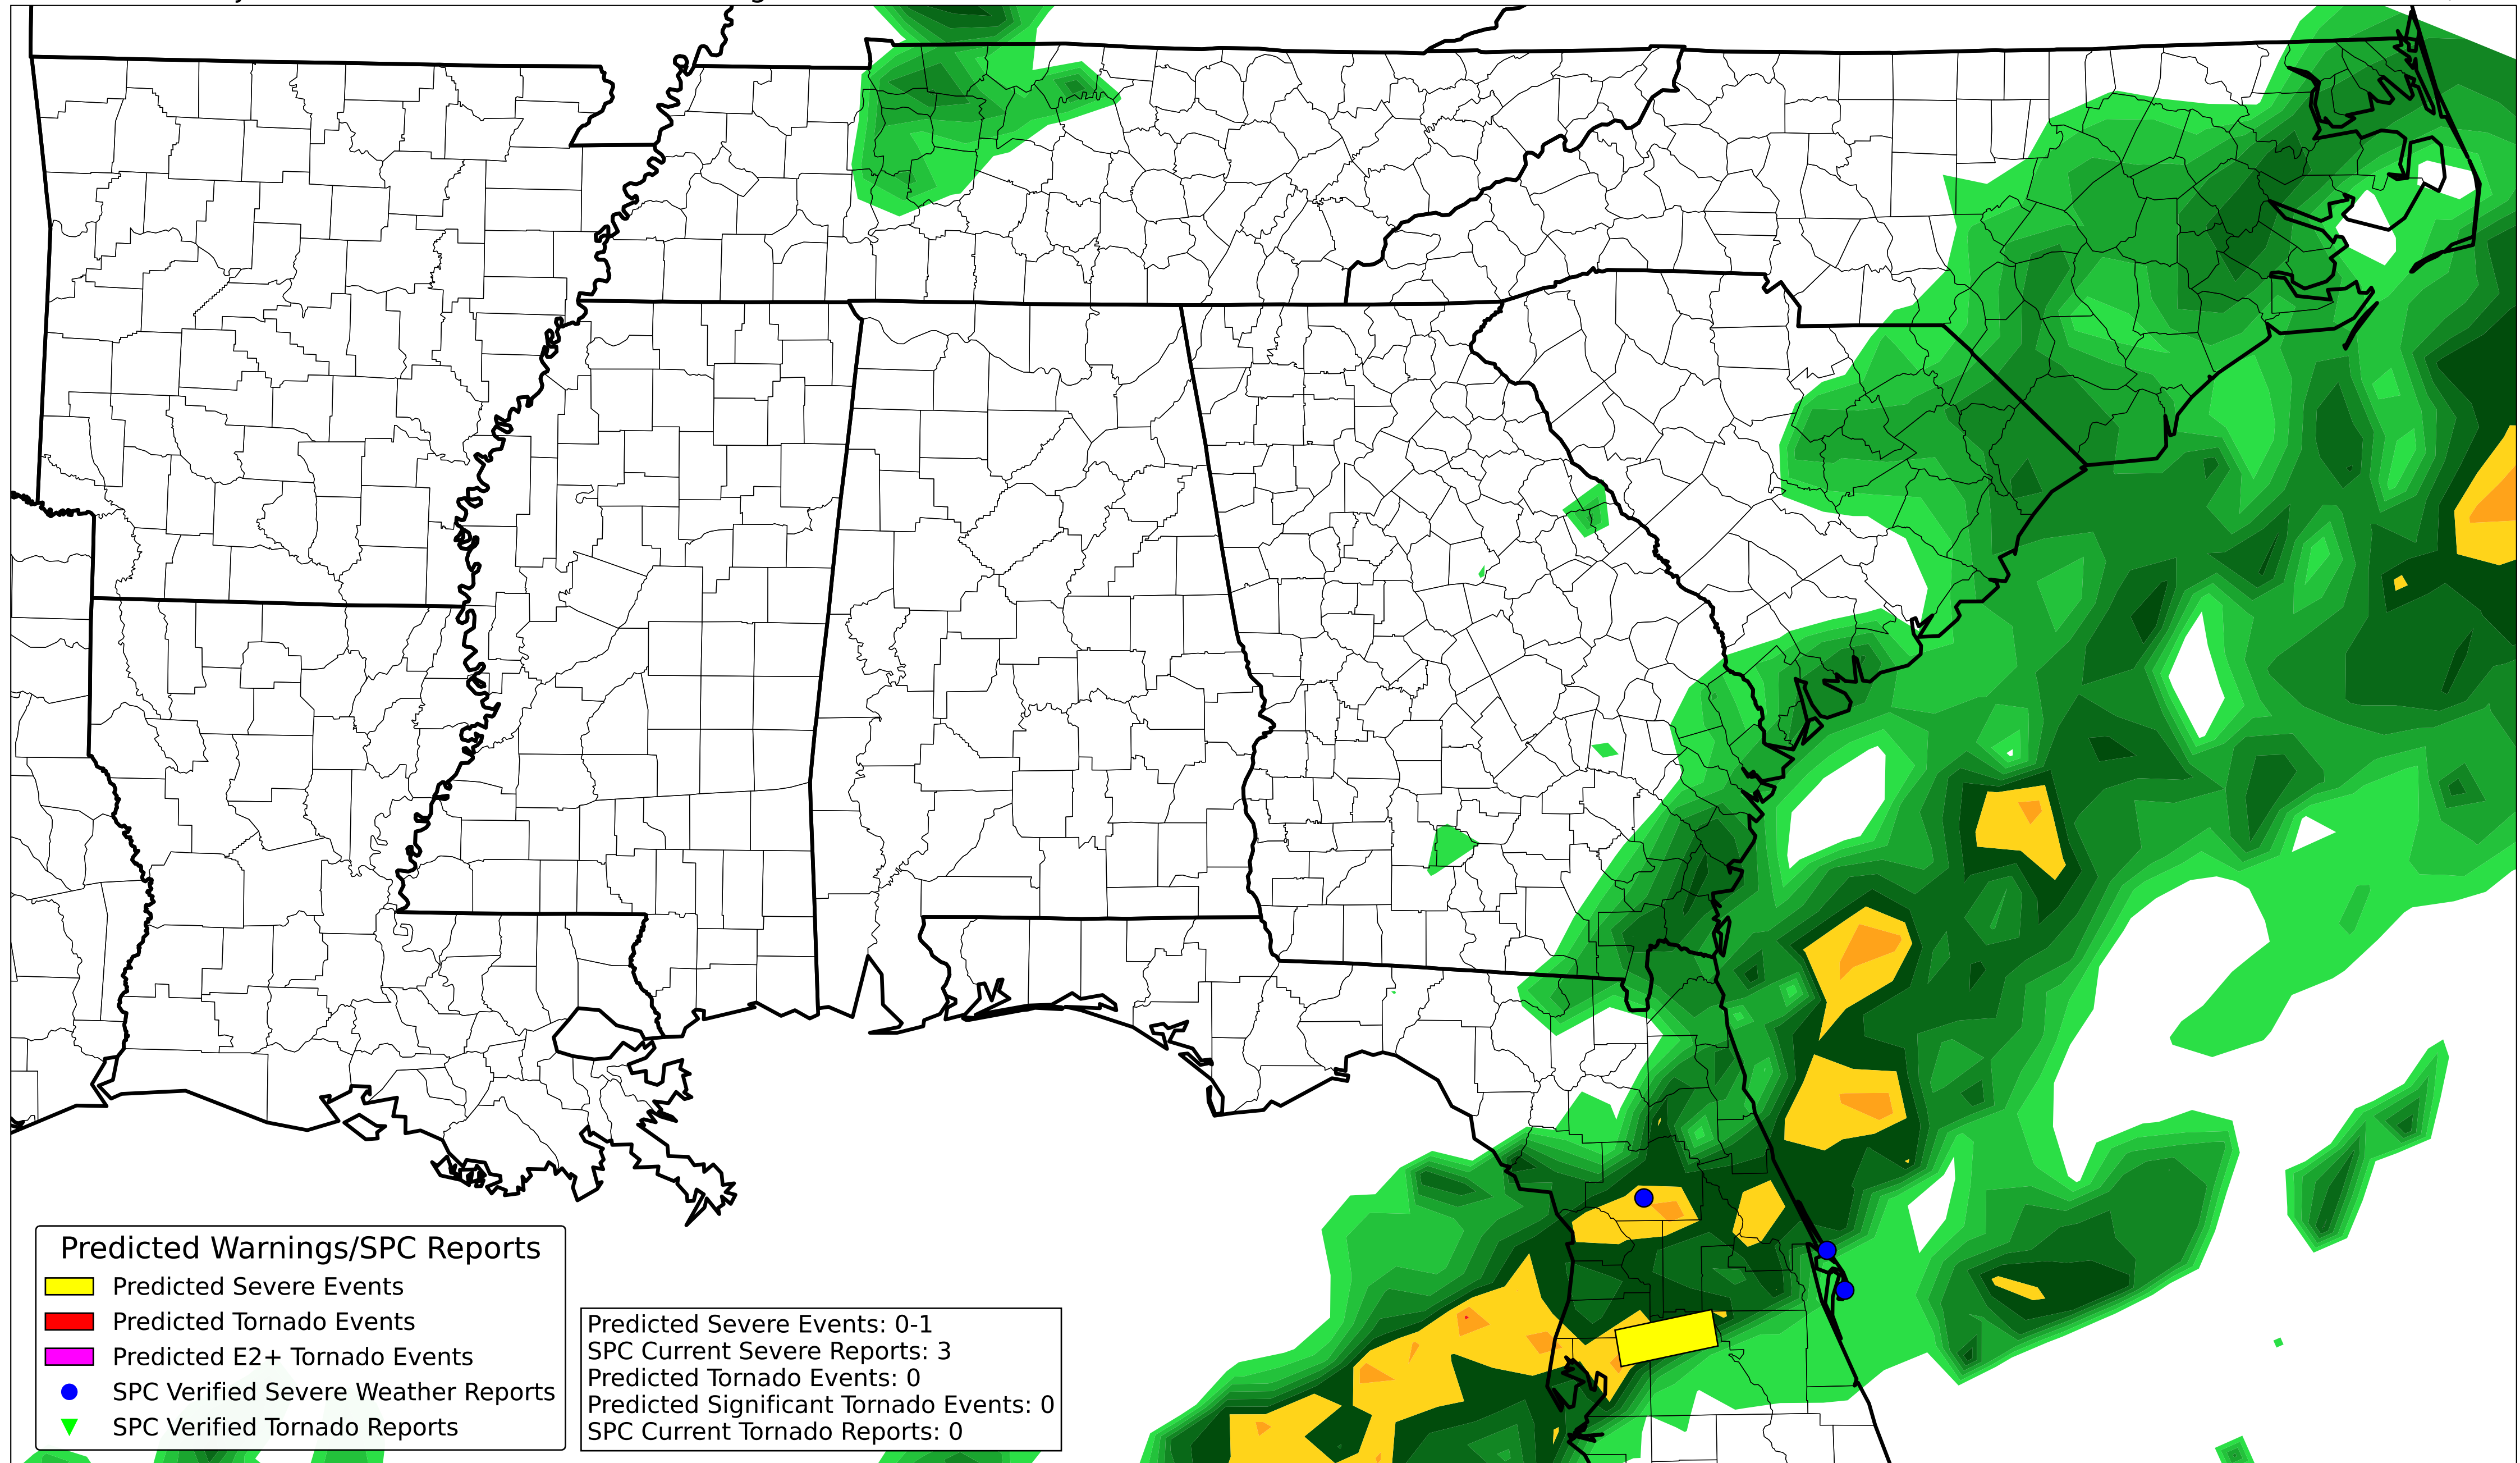 Predicted Warnings/SPC Reports
Predicted Severe Events
Predicted Tornado Events
Predicted E2+ Tornado Events
SPC Verified Severe Weather Reports
SPC Verified Tornado Reports
Predicted Severe Events: 0-1
SPC Current Severe Reports: 3
Predicted Tornado Events: 0
Predicted Significant Tornado Events: 0
SPC Current Tornado Reports: 0